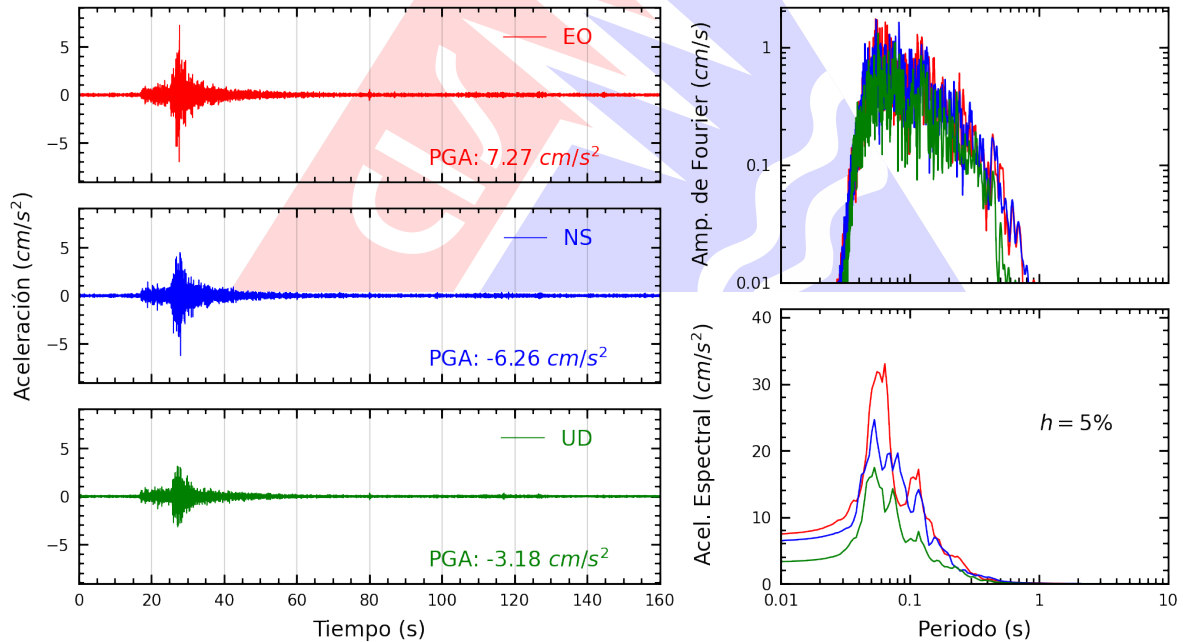 Aceleración (cm/s²)
5
0
−5
EO
PGA: 7.27 cm/s²
5
0
−5
NS
PGA: -6.26 cm/s²
5
0
−5
UD
PGA: -3.18 cm/s²
0 20 40 60 80 100 120 140 160
Tiempo (s)
Amp. de Fourier (cm/s)
1
0.1
0.01
Acel. Espectral (cm/s²)
40
30
20
10
0
h = 5%
0.01 0.1 1 10
Periodo (s)